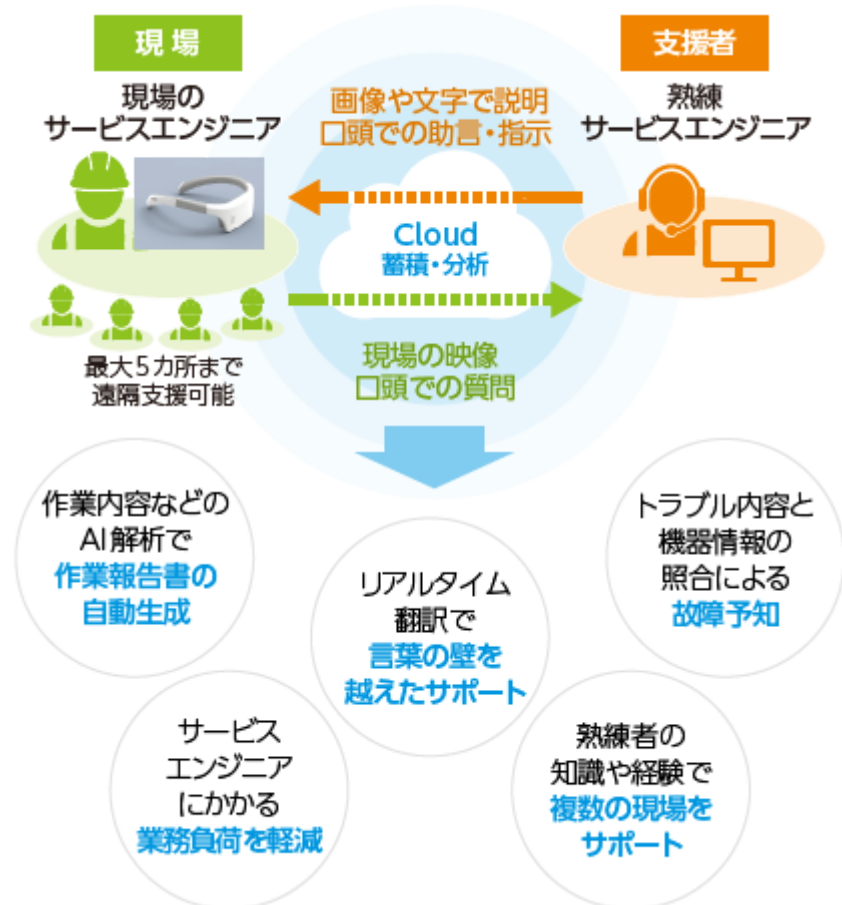 現場
支援者
現場の
サービスエンジニア
画像や文字で説明
口頭での助言・指示
熟練
サービスエンジニア
Cloud
蓄積・分析
最大5カ所まで
遠隔支援可能
現場の映像
口頭での質問
作業内容などの
AI解析で
作業報告書の
自動生成
リアルタイム
翻訳で
言葉の壁を
越えたサポート
トラブル内容と
機器情報の
照合による
故障予知
サービス
エンジニア
にかかる
業務負荷を軽減
熟練者の
知識や経験で
複数の現場を
サポート